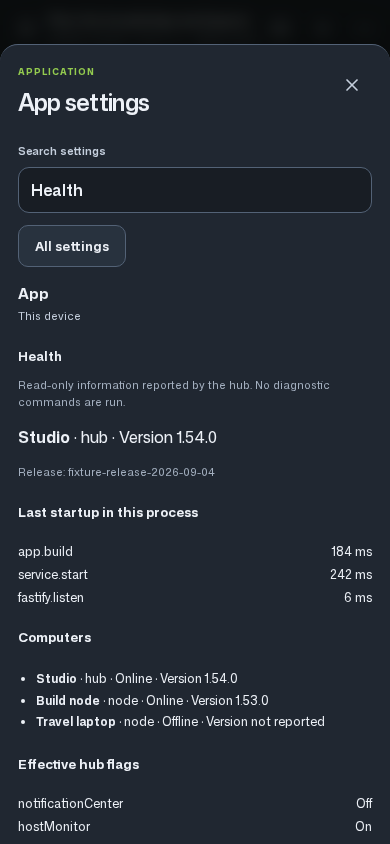 APPLICATION
App settings
Search settings
Health
All settings
App
This device
Health
Read-only information reported by the hub. No diagnostic
commands are run.
Studio · hub · Version 1.54.0
Release: fixture-release-2026-09-04
Last startup in this process
app.build 184 ms
service.start 242 ms
fastify.listen 6 ms
Computers
• Studio · hub · Online · Version 1.54.0
• Build node · node · Online · Version 1.53.0
• Travel laptop · node · Offline · Version not reported
Effective hub flags
notificationCenter Off
hostMonitor On